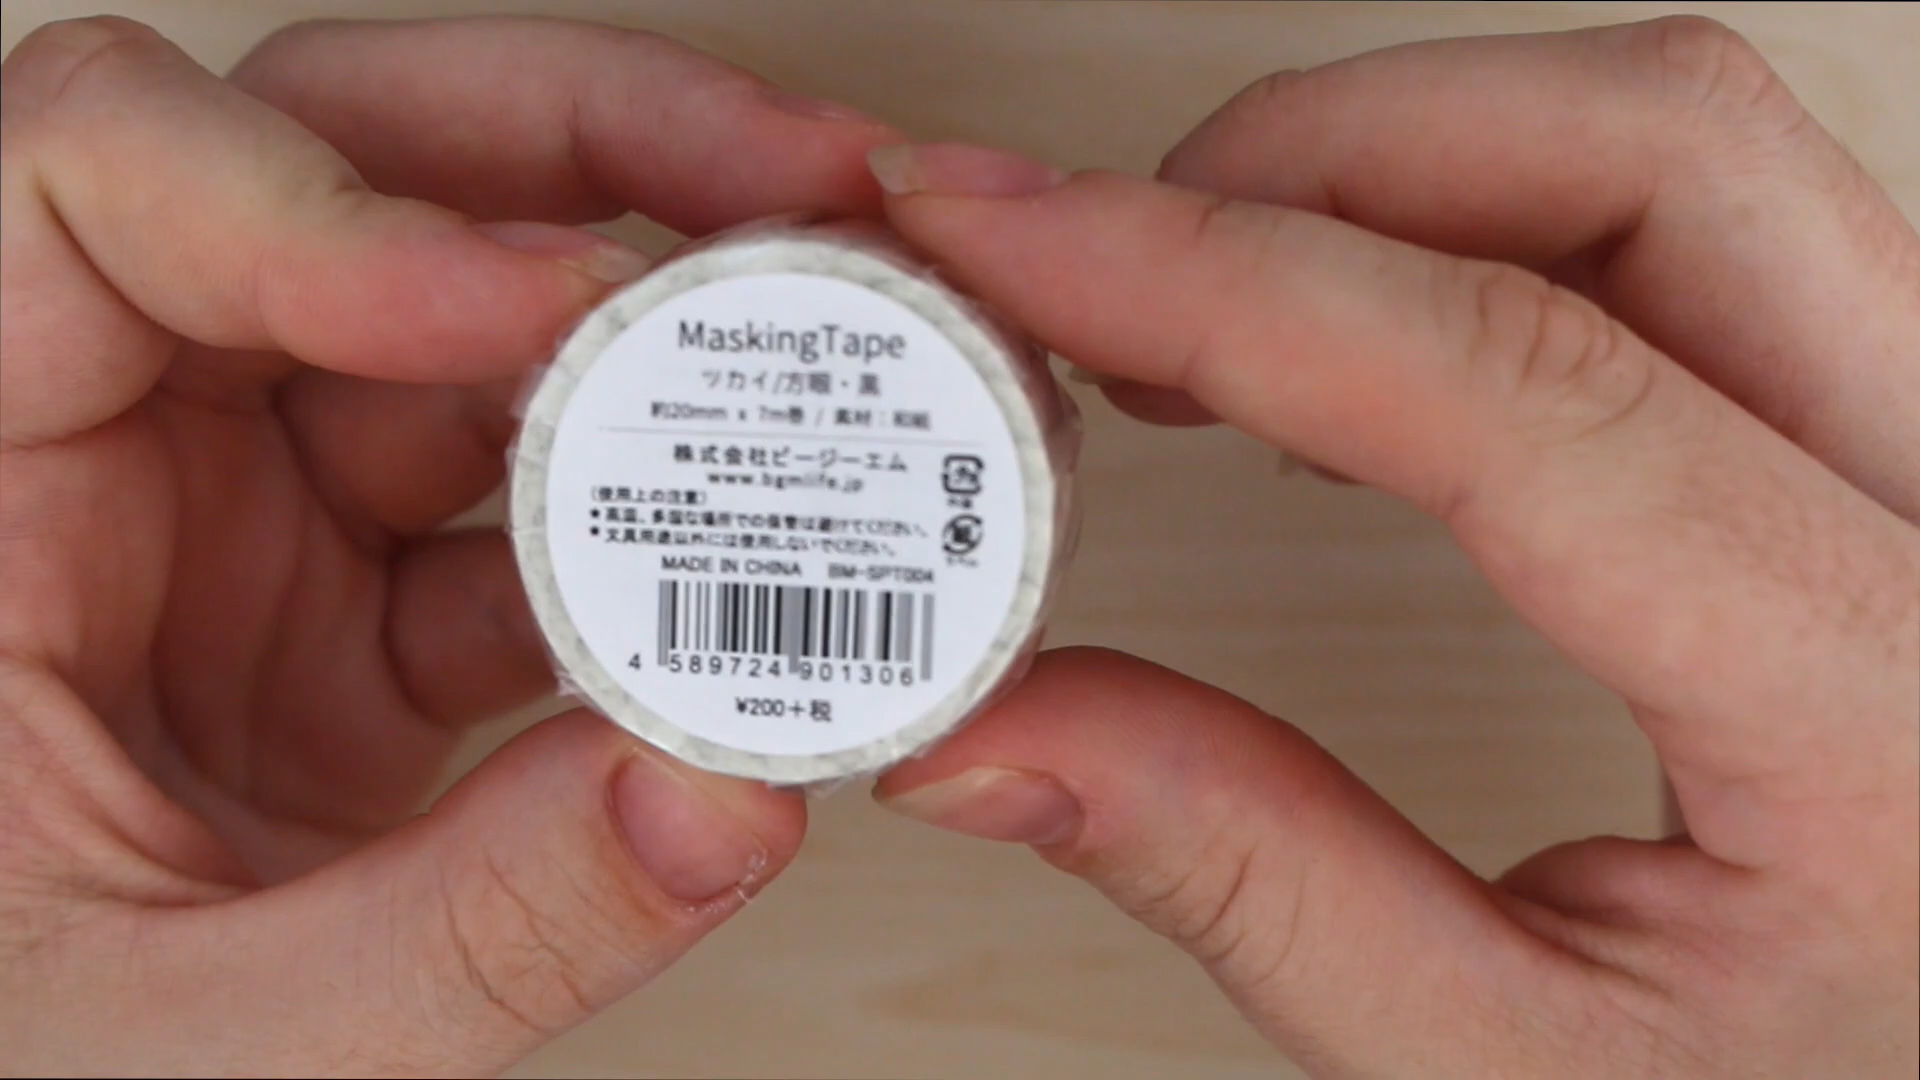 MaskingTape
ツカイ/方眼・黒
約20mm x 7m巻 / 素材：和紙
株式会社ビージーエム
www.bgmlife.jp
〈使用上の注意〉
★高温、多湿な場所での保管は避けてください。
★文具用途以外には使用しないでください。
MADE IN CHINA BM-SPT004
4 589724 901306
¥200＋税